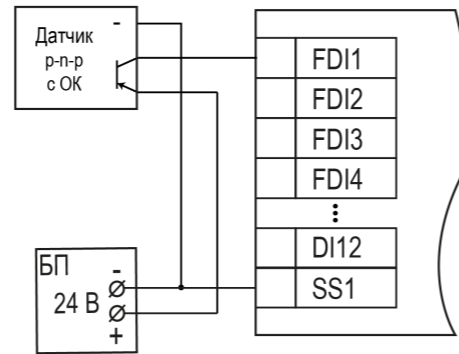 Датчик
p-n-p
с ОК
-
FDI1
FDI2
FDI3
FDI4
DI12
SS1
БП
-
24 В
+